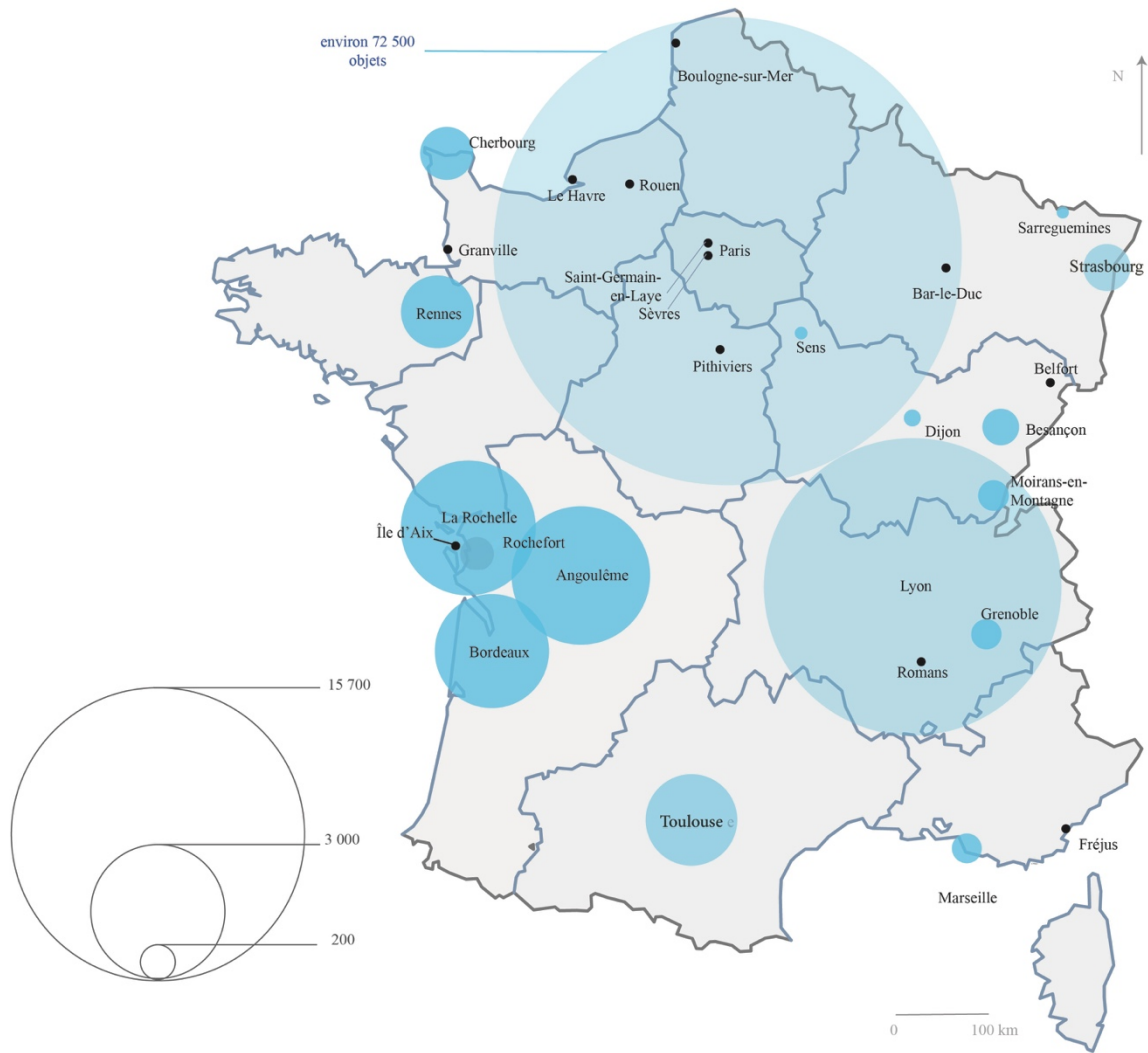 environ 72 500
objets
Boulogne-sur-Mer
N
Cherbourg
Le Havre
Rouen
Sarreguemines
Granville
Paris
Strasbourg
Saint-Germain-
en-Laye
Sèvres
Bar-le-Duc
Rennes
Sens
Pithiviers
Belfort
Dijon
Besançon
Moirans-en-
Montagne
La Rochelle
Île d'Aix
Rochefort
Angoulême
Lyon
Grenoble
Bordeaux
Romans
15 700
3 000
200
Toulouse e
Fréjus
Marseille
0 100 km